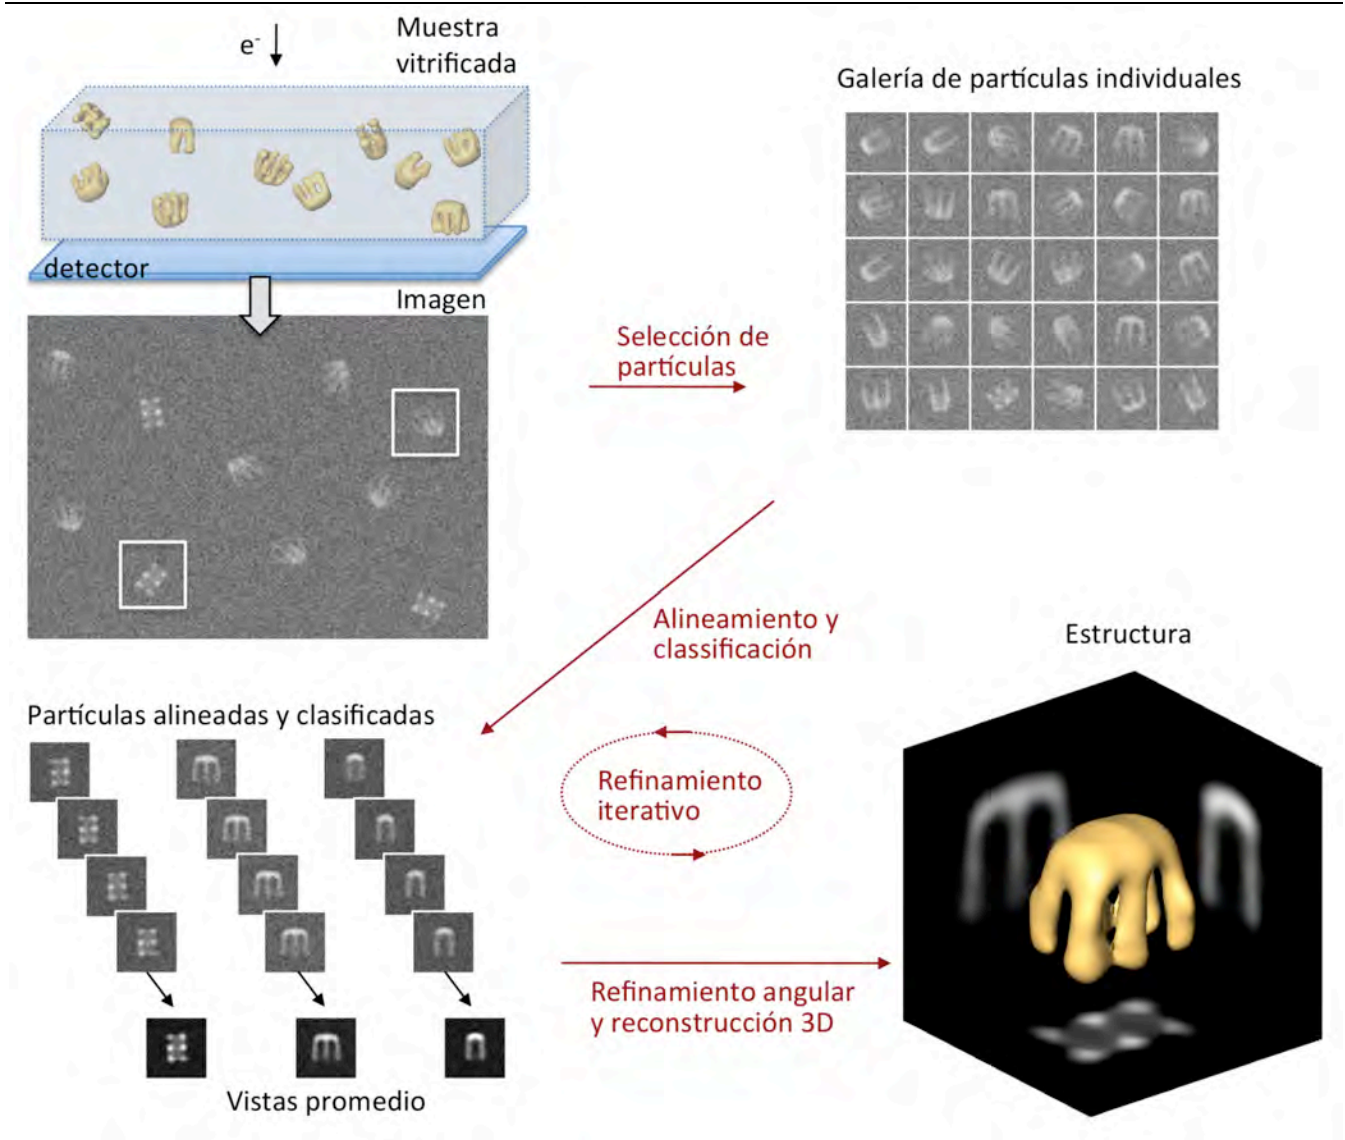 e-
Muestra
vitrificada
detector
Imagen
Selección de
partículas
Galería de partículas individuales
Alineamiento y
classificación
Partículas alineadas y clasificadas
Refinamiento
iterativo
Estructura
Refinamiento angular
y reconstrucción 3D
Vistas promedio